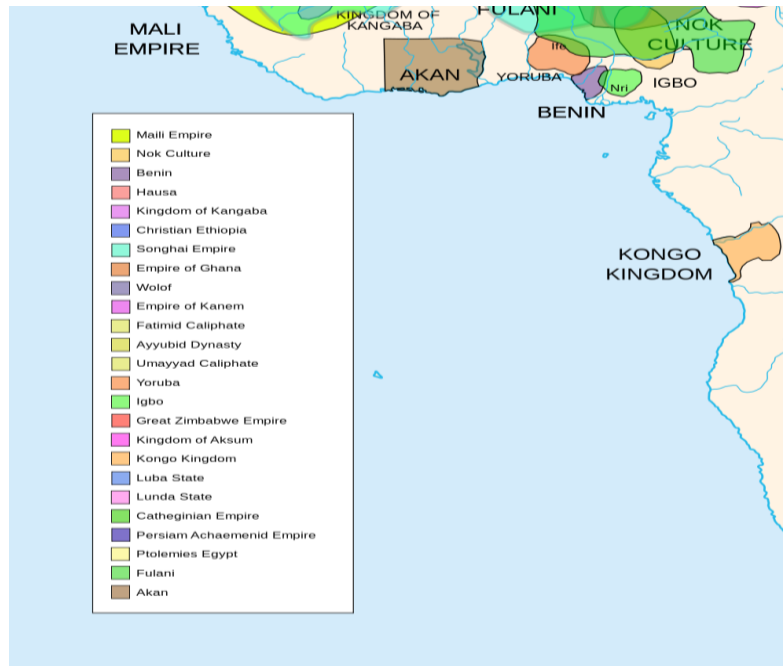 MALI
EMPIRE
KINGDOM OF
KANGABA
FULANI
NOK
CULTURE
AKAN
Ife
YORUBA
Nri
IGBO
BENIN
KONGO
KINGDOM
Maili Empire
Nok Culture
Benin
Hausa
Kingdom of Kangaba
Christian Ethiopia
Songhai Empire
Empire of Ghana
Wolof
Empire of Kanem
Fatimid Caliphate
Ayyubid Dynasty
Umayyad Caliphate
Yoruba
Igbo
Great Zimbabwe Empire
Kingdom of Aksum
Kongo Kingdom
Luba State
Lunda State
Catheginian Empire
Persiam Achaemenid Empire
Ptolemies Egypt
Fulani
Akan